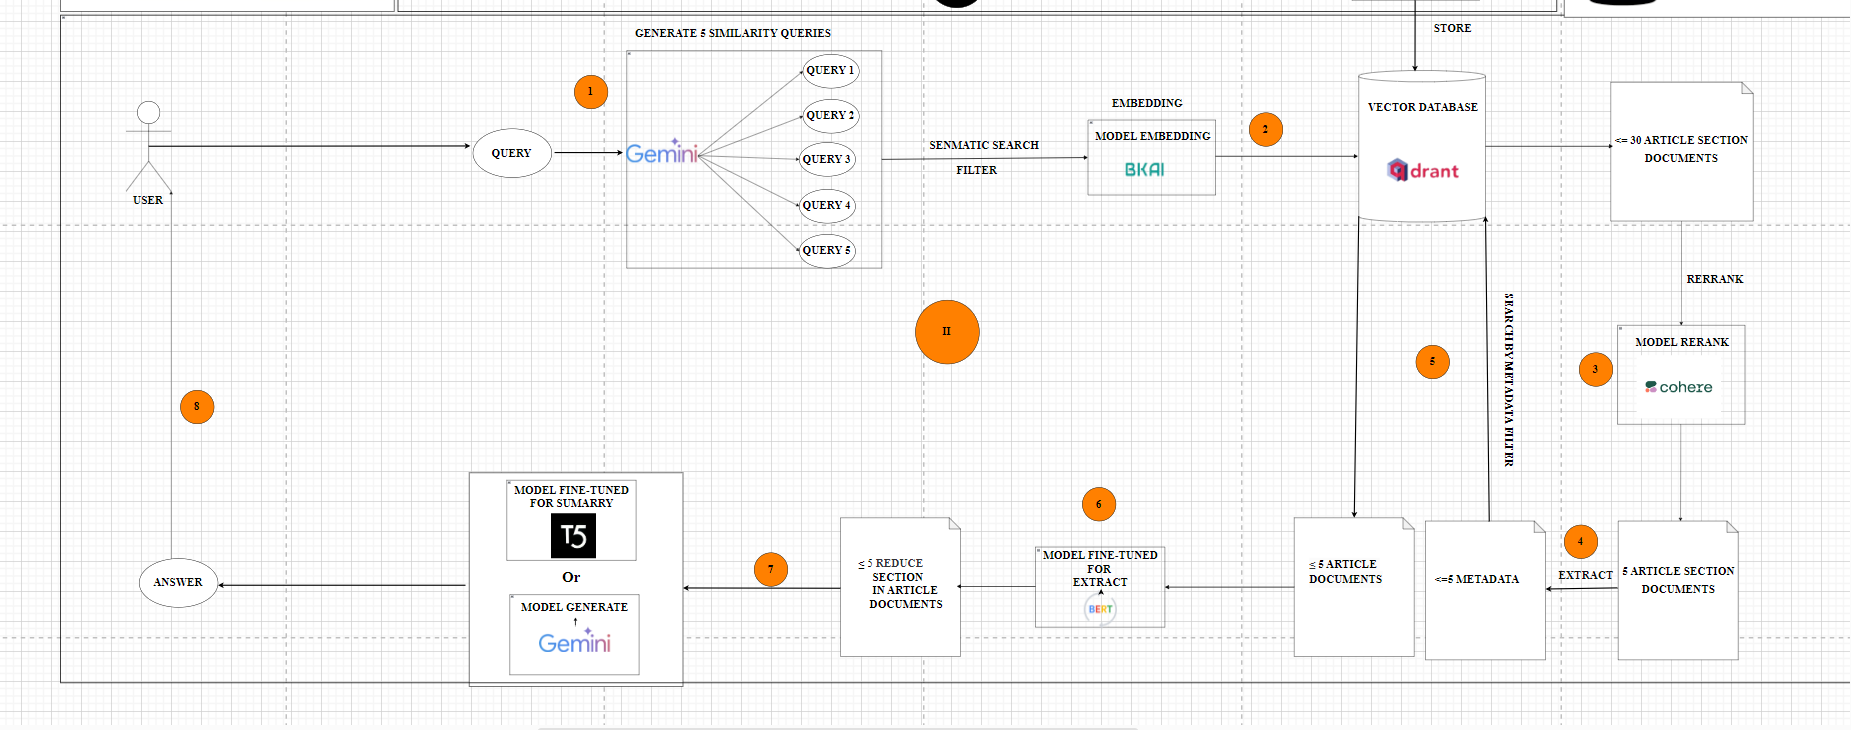 STORE
GENERATE 5 SIMILARITY QUERIES
1
QUERY 1
QUERY 2
QUERY 3
QUERY 4
QUERY 5
USER
QUERY
Gemini
SENMATIC SEARCH
FILTER
EMBEDDING
MODEL EMBEDDING
BKAI
2
VECTOR DATABASE
drant
<= 30 ARTICLE SECTION
DOCUMENTS
RERRANK
II
MODEL RERANK
cohere
3
5
SEARCH BY METADATA FILTER
8
4
EXTRACT
5 ARTICLE SECTION
DOCUMENTS
<=5 METADATA
≤ 5 ARTICLE
DOCUMENTS
6
MODEL FINE-TUNED
FOR
EXTRACT
BERT
≤ 5 REDUCE
SECTION
IN ARTICLE
DOCUMENTS
7
MODEL FINE-TUNED
FOR SUMARRY
T5
Or
MODEL GENERATE
Gemini
ANSWER